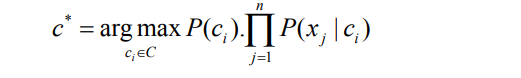 c* = arg max P(c_i). ∏ P(x_j | c_i)
c_i∈C j=1 n